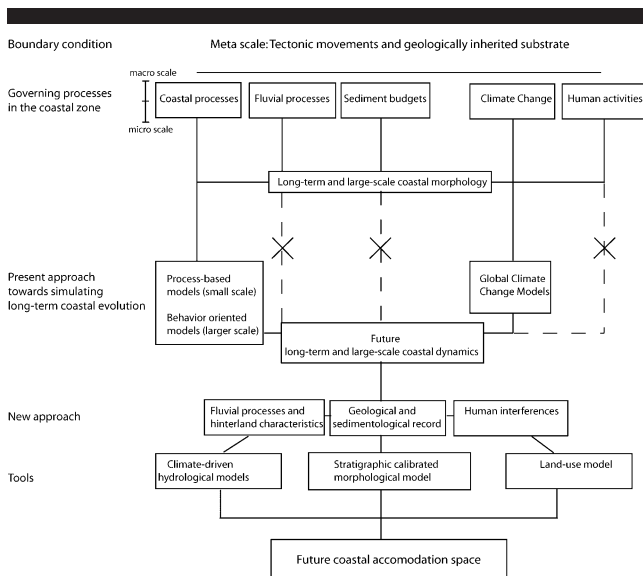 Boundary condition
Meta scale: Tectonic movements and geologically inherited substrate
macro scale
Governing processes
in the coastal zone
micro scale
Coastal processes
Fluvial processes
Sediment budgets
Climate Change
Human activities
Long-term and large-scale coastal morphology
Present approach
towards simulating
long-term coastal evolution
Process-based
models (small scale)
Behavior oriented
models (larger scale)
Global Climate
Change Models
Future
long-term and large-scale coastal dynamics
New approach
Fluvial processes and
hinterland characteristics
Geological and
sedimentological record
Human interferences
Tools
Climate-driven
hydrological models
Stratigraphic calibrated
morphological model
Land-use model
Future coastal accomodation space